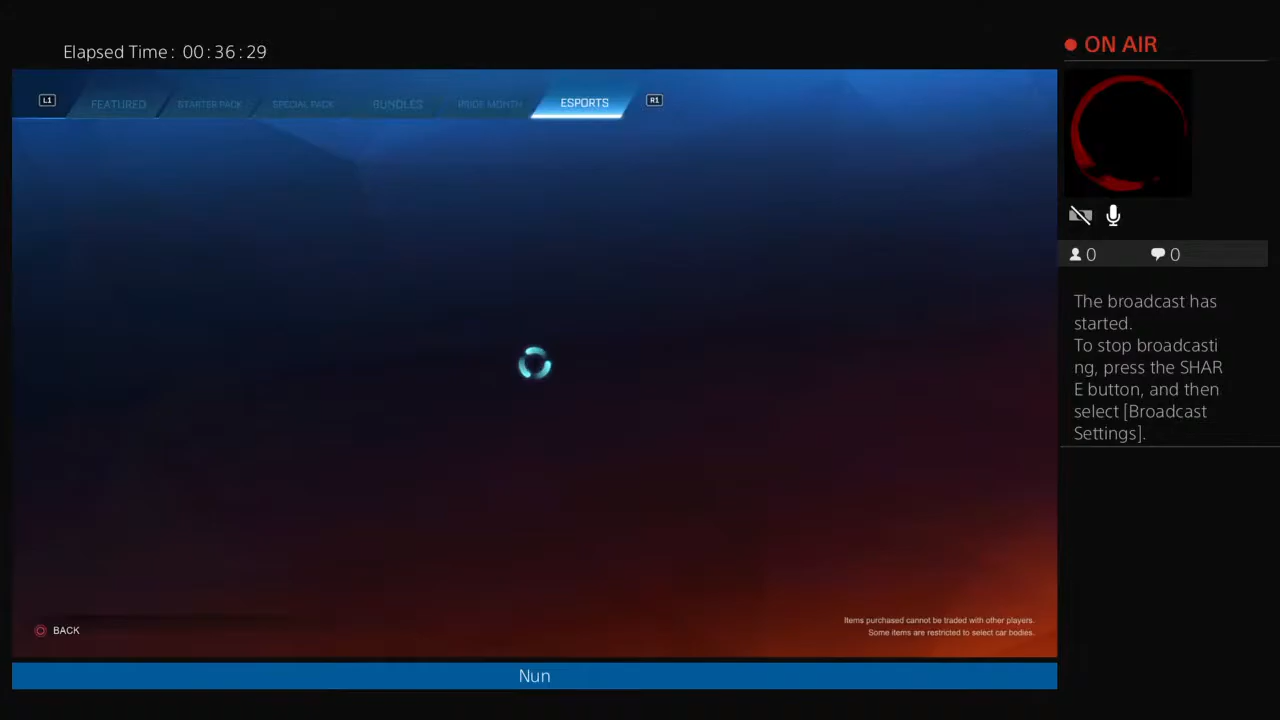 Elapsed Time: 00:36:29
ON AIR
L1 FEATURED STARTER PACK SPECIAL PACK BUNDLES PRIDE MONTH ESPORTS R1
0 0
The broadcast has
started.
To stop broadcasti
ng, press the SHAR
E button, and then
select [Broadcast
Settings].
Items purchased cannot be traded with other players.
Some items are restricted to select car bodies.
BACK
Nun